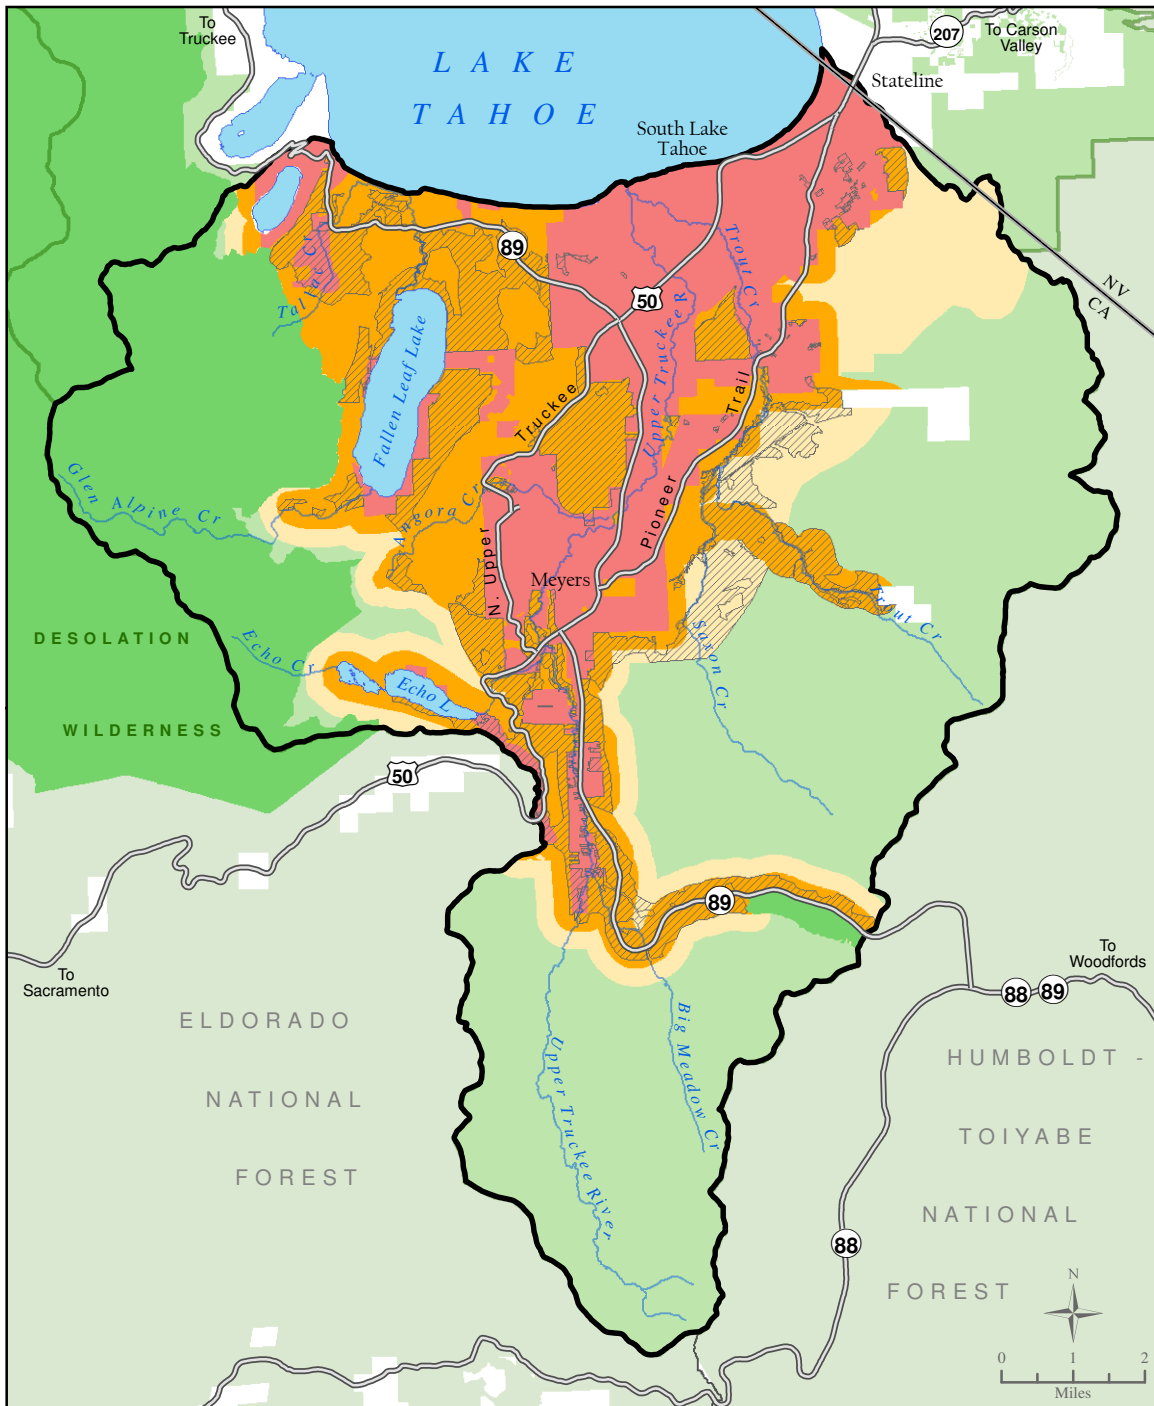 To
Truckee
207
To Carson
Valley
LAKE
TAHOE
Stateline
South Lake
Tahoe
89
Trout Cr
Tallac Cr
50
NV
CA
Upper Truckee R
Fallen Leaf Lake
Truckee
Trail
Glen Alpine Cr
Angora Cr
Pioneer
N. Upper
Meyers
DESOLATION
WILDERNESS
Echo Cr
Echo L
Saxon Cr
Trout Cr
50
89
To
Sacramento
To
Woodfords
88
89
ELDORADO
NATIONAL
FOREST
Big Meadow Cr
Upper Truckee River
HUMBOLDT -
TOIYABE
NATIONAL
FOREST
88
N
0 1 2
Miles